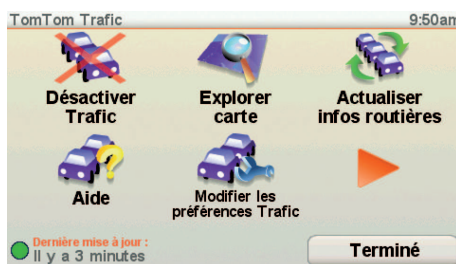 TomTom Trafic 9:50am
Désactiver Trafic
Explorer carte
Actualiser infos routières
Aide
Modifier les préférences Trafic
Dernière mise à jour :
Il y a 3 minutes
Terminé